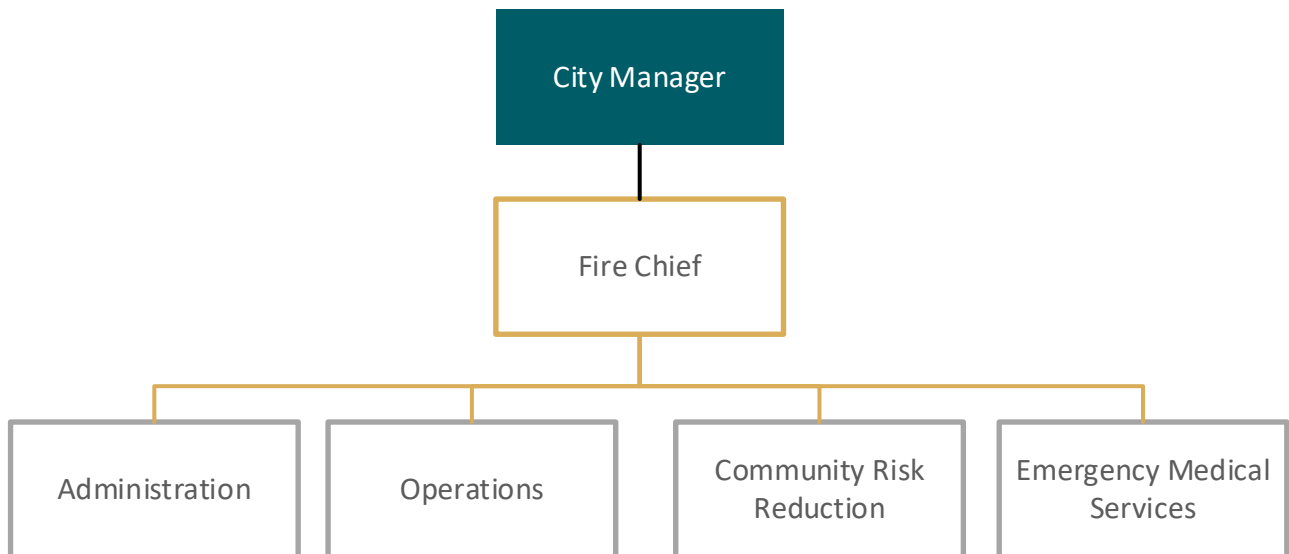 City Manager
Fire Chief
Administration
Operations
Community Risk
Reduction
Emergency Medical
Services